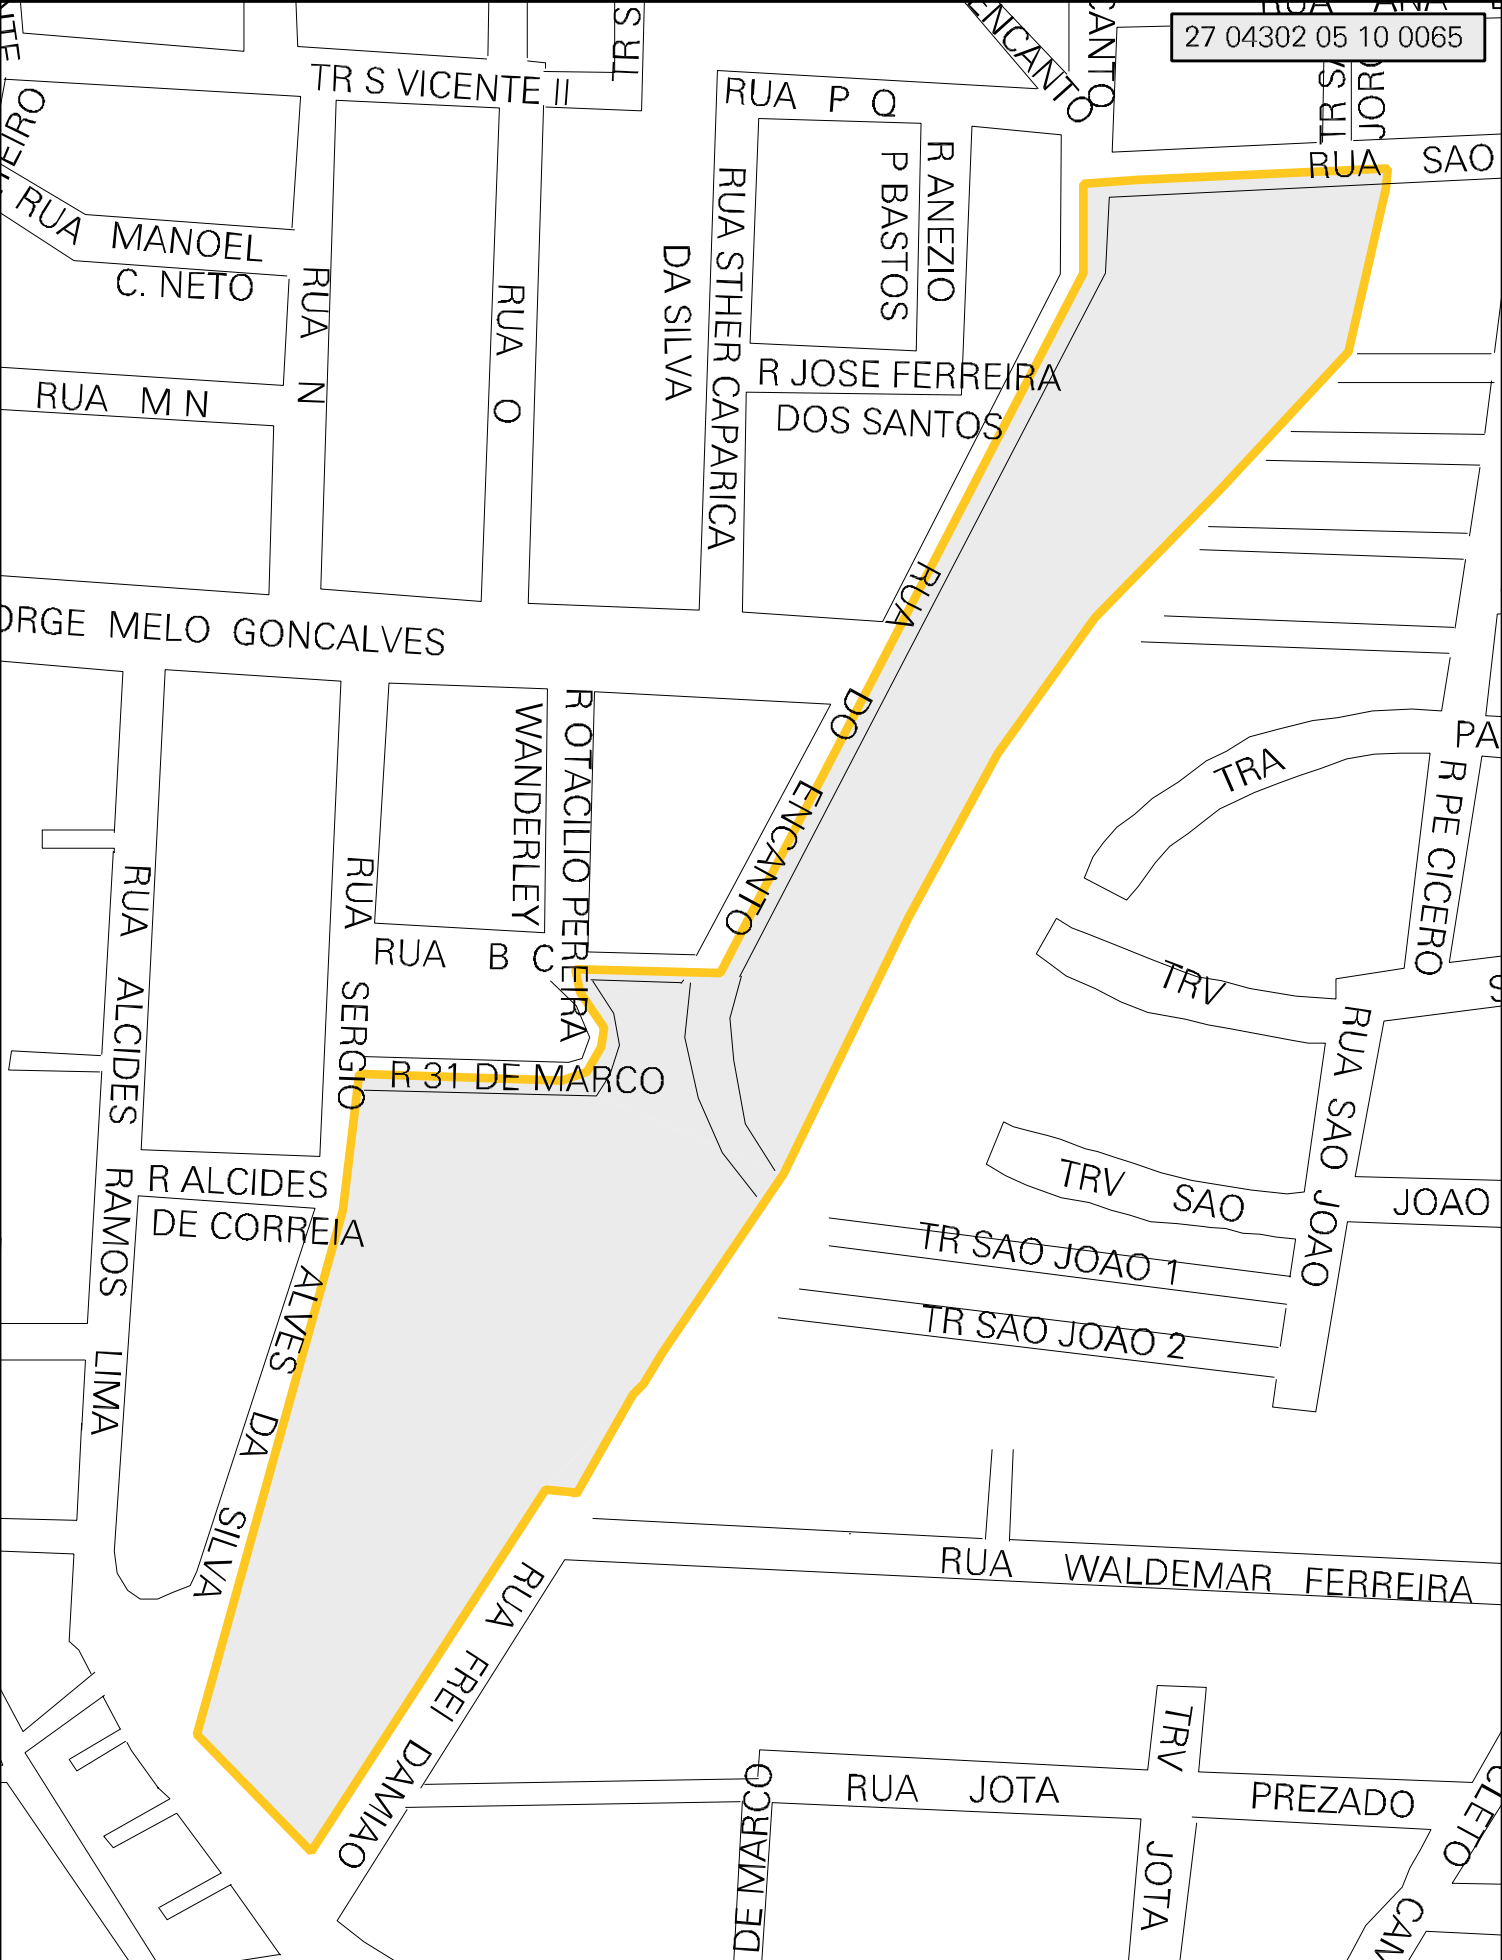 27 04302 05 10 0065
TR S
ENCANTO
TR S VICENTE II
RUA P Q
RUA SAO
R ANEZIO
P BASTOS
RUA STHER CAPARICA
DA SILVA
RUA MANOEL
C. NETO
RUA N
RUA O
RUA M N
R JOSE FERREIRA
DOS SANTOS
ORGE MELO GONCALVES
RUA DO ENCANTO
R OTACILIO PEREIRA
WANDERLEY
TRA
PA
R PE CICERO
RUA ALCIDES RAMOS LIMA
RUA SERGIO ALVES DA SILVA
RUA B C
TRV
R 31 DE MARCO
RUA SAO JOAO
R ALCIDES
DE CORREIA
TRV SAO JOAO
TR SAO JOAO 1
TR SAO JOAO 2
RUA WALDEMAR FERREIRA
RUA FREI DAMIAO
TRV JOTA
RUA JOTA PREZADO
DE MARCO
CLETO
CAM